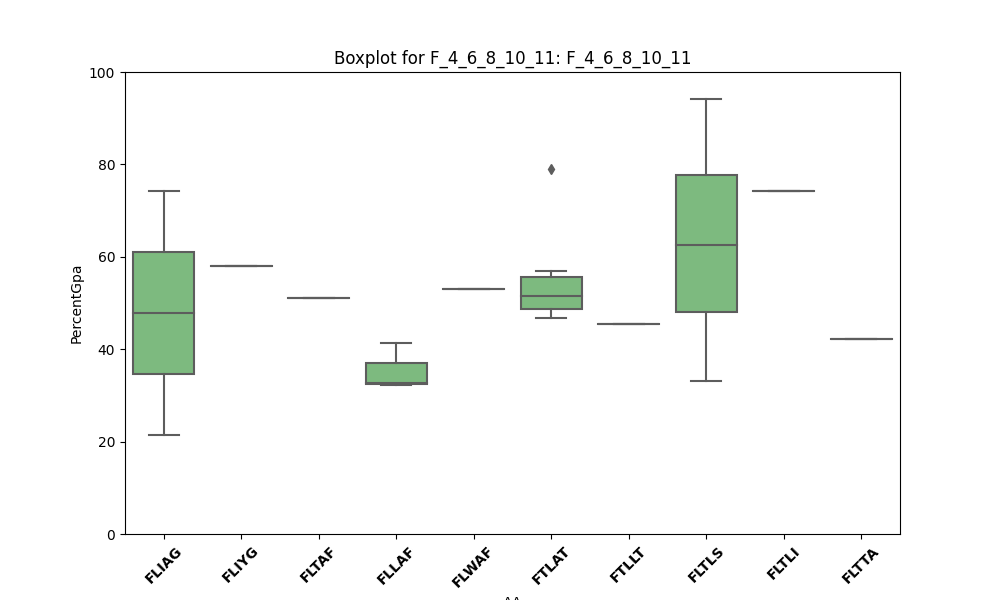 Boxplot for F_4_6_8_10_11: F_4_6_8_10_11
100
80
60
40
20
0
PercentGpa
FLIAG
FLIYG
FLTAF
FLLAF
FLWAF
FTLAT
FTLLT
FLTLS
FLTLI
FLTTA